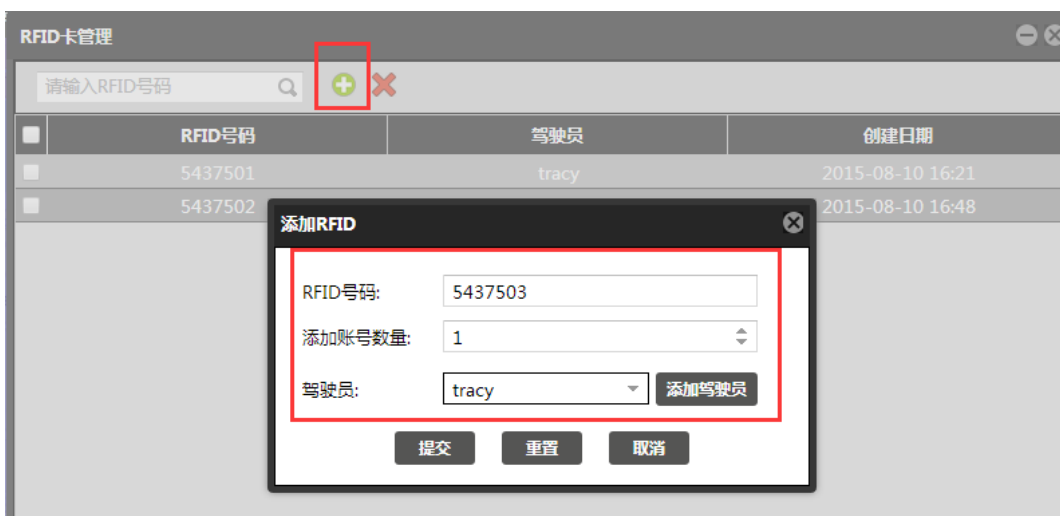 RFID卡管理
请输入RFID号码
RFID号码 驾驶员 创建日期
5437501 tracy 2015-08-10 16:21
5437502 2015-08-10 16:48
添加RFID
RFID号码: 5437503
添加账号数量: 1
驾驶员: tracy 添加驾驶员
提交 重置 取消